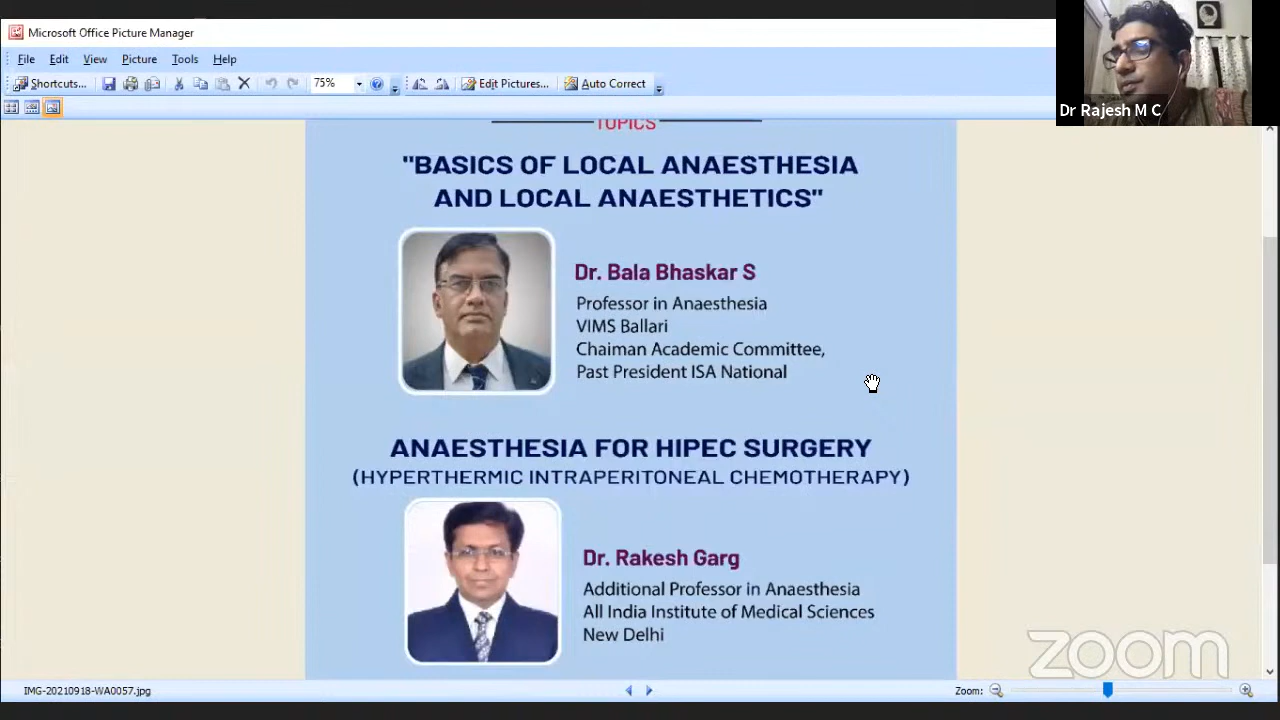 Microsoft Office Picture Manager
File Edit View Picture Tools Help
Shortcuts... 75% Edit Pictures... Auto Correct
Dr Rajesh M C
TOPICS
"BASICS OF LOCAL ANAESTHESIA
AND LOCAL ANAESTHETICS"
Dr. Bala Bhaskar S
Professor in Anaesthesia
VIMS Ballari
Chaiman Academic Committee,
Past President ISA National
ANAESTHESIA FOR HIPEC SURGERY
(HYPERTHERMIC INTRAPERITONEAL CHEMOTHERAPY)
Dr. Rakesh Garg
Additional Professor in Anaesthesia
All India Institute of Medical Sciences
New Delhi
zoom
IMG-20210918-WA0057.jpg Zoom: